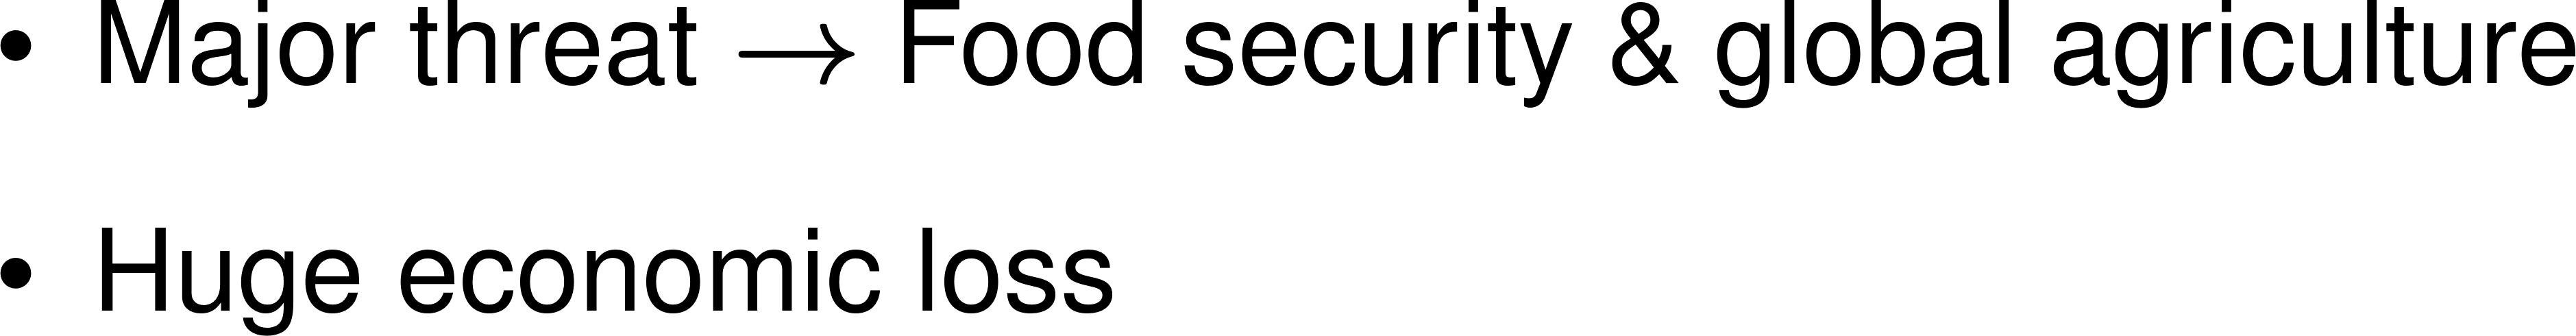 • Major threat → Food security & global agriculture
• Huge economic loss